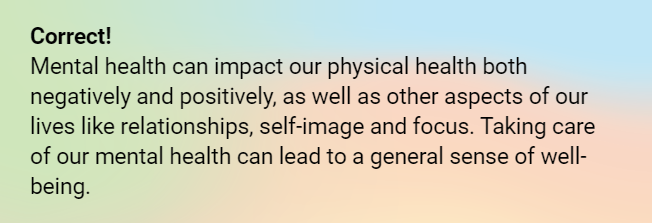 Correct!
Mental health can impact our physical health both
negatively and positively, as well as other aspects of our
lives like relationships, self-image and focus. Taking care
of our mental health can lead to a general sense of well-
being.